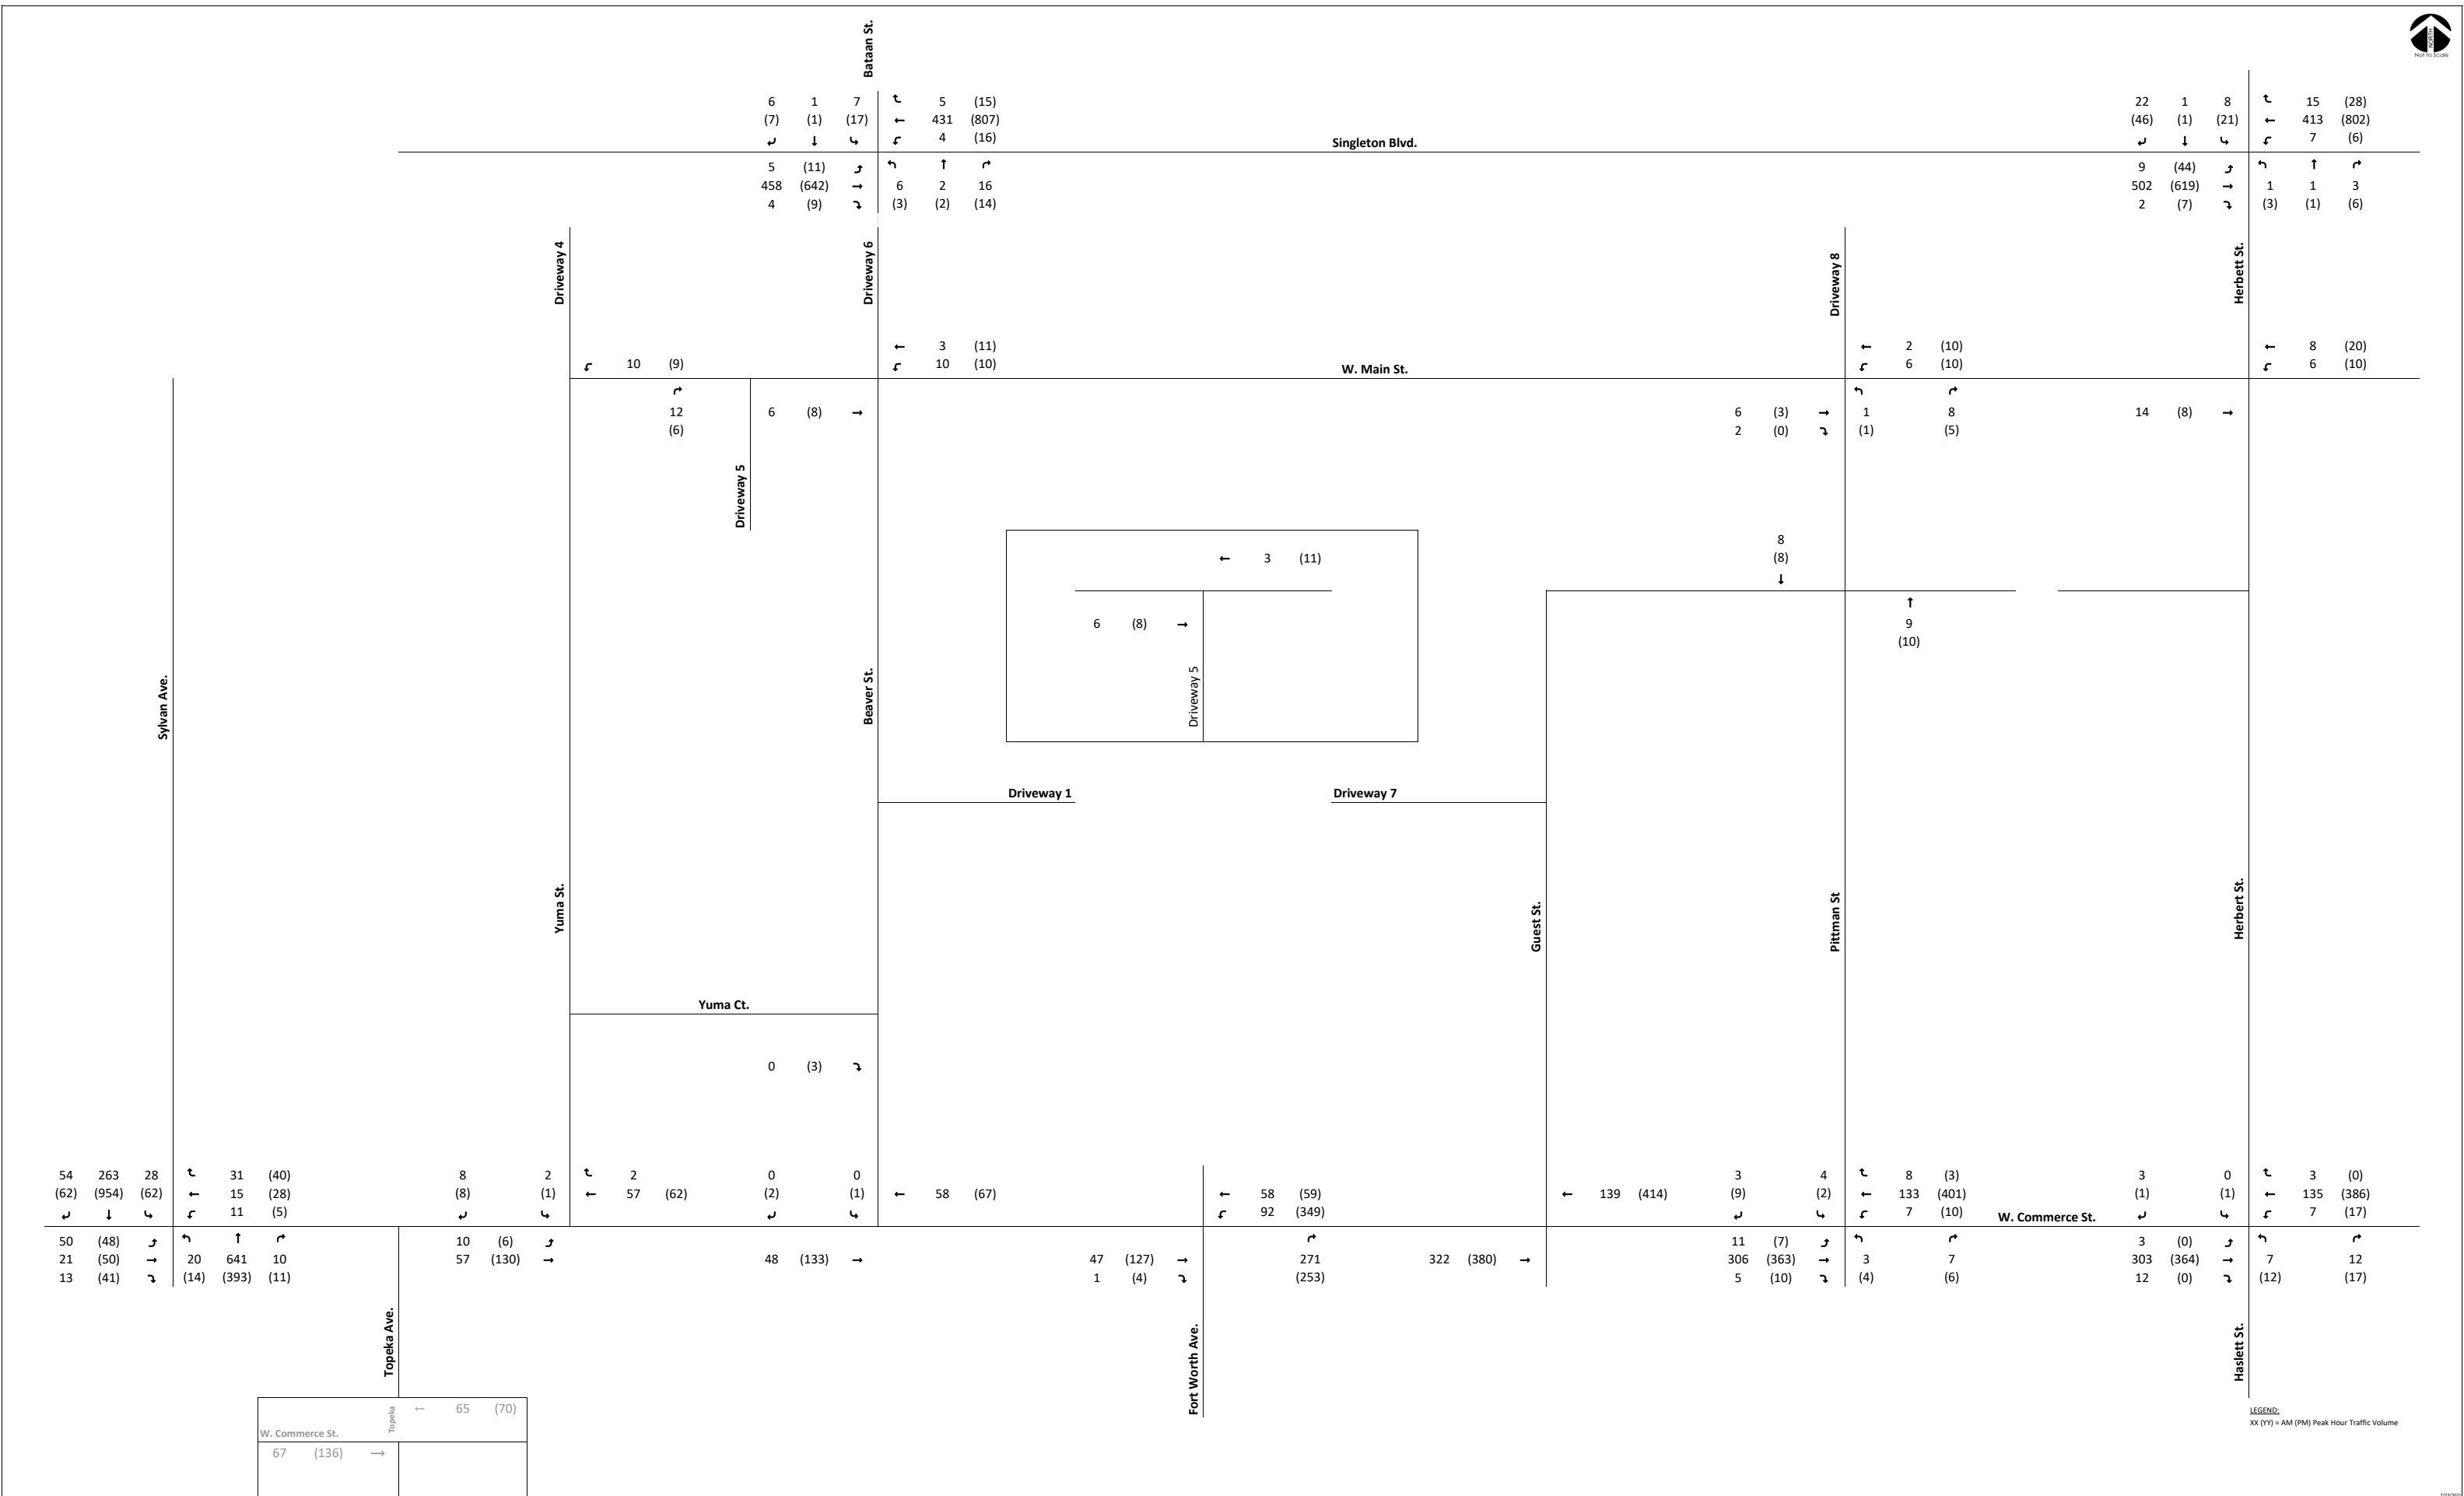 NORTH
Not to Scale
Bataan St.
6 1 7 5 (15)
(7) (1) (17) ← 431 (807)
4 (16)
22 1 8 15 (28)
(46) (1) (21) ← 413 (802)
7 (6)
Singleton Blvd.
5 (11)
458 (642) → 6 2 16
4 (9) (3) (2) (14)
9 (44)
502 (619) → 1 1 3
2 (7) (3) (1) (6)
Driveway 4
Driveway 6
Driveway 8
Herbett St.
10 (9)
← 3 (11)
10 (10)
← 2 (10)
6 (10)
← 8 (20)
6 (10)
W. Main St.
12
(6)
6 (8) →
6 (3) → 1 8
2 (0) (1) (5)
14 (8) →
Driveway 5
← 3 (11)
6 (8) →
Driveway 5
8
(8)
↓
↑
9
(10)
Sylvan Ave.
Beaver St.
Driveway 1
Driveway 7
Yuma St.
Guest St.
Pittman St
Herbert St.
Yuma Ct.
0 (3)
54 263 28 31 (40)
(62) (954) (62) ← 15 (28)
11 (5)
8 2 2
(8) (1) ← 57 (62)
0 0
(2) (1) ← 58 (67)
← 58 (59)
92 (349)
← 139 (414)
3 4 8 (3)
(9) (2) ← 133 (401)
7 (10)
W. Commerce St.
3 0 3 (0)
(1) (1) ← 135 (386)
7 (17)
50 (48)
21 (50) → 20 641 10
13 (41) (14) (393) (11)
10 (6)
57 (130) →
48 (133) →
47 (127) → 271
1 (4) (253)
322 (380) →
11 (7)
306 (363) → 3 7
5 (10) (4) (6)
3 (0)
303 (364) → 7 12
12 (0) (12) (17)
Topeka Ave.
Fort Worth Ave.
Haslett St.
Topeka
← 65 (70)
W. Commerce St.
67 (136) →
LEGEND:
XX (YY) = AM (PM) Peak Hour Traffic Volume